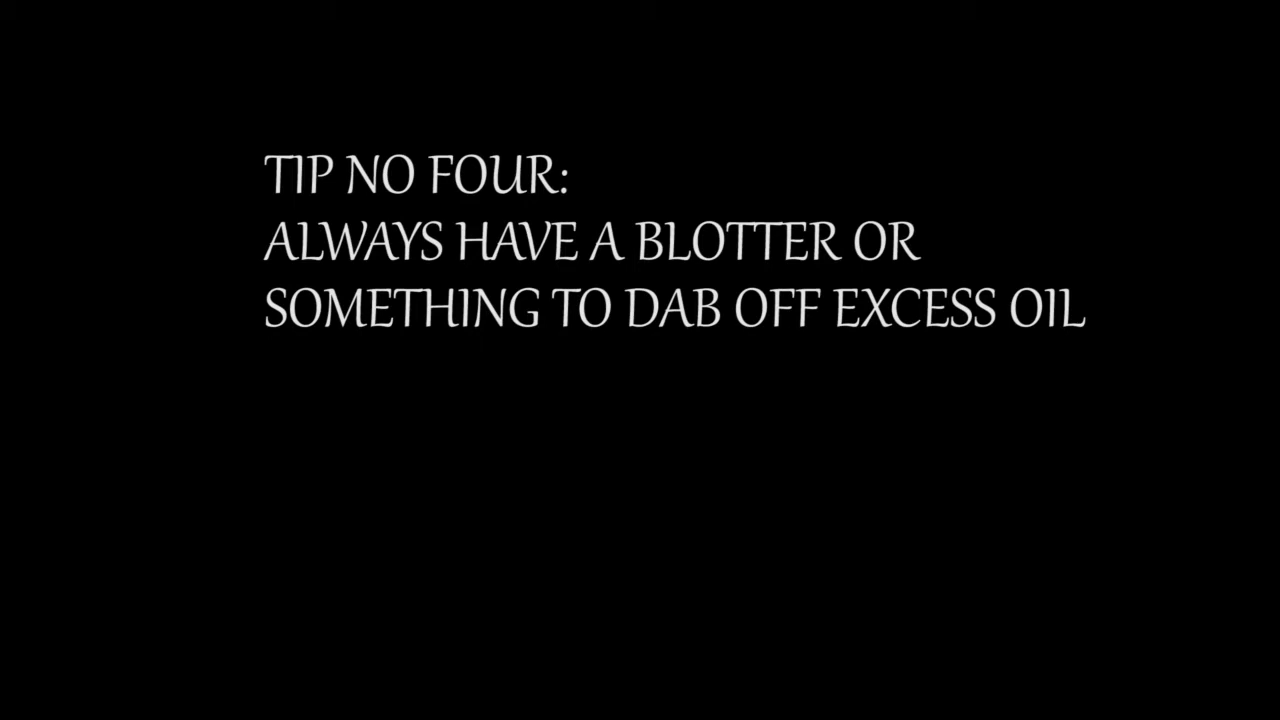 TIP NO FOUR:
ALWAYS HAVE A BLOTTER OR
SOMETHING TO DAB OFF EXCESS OIL